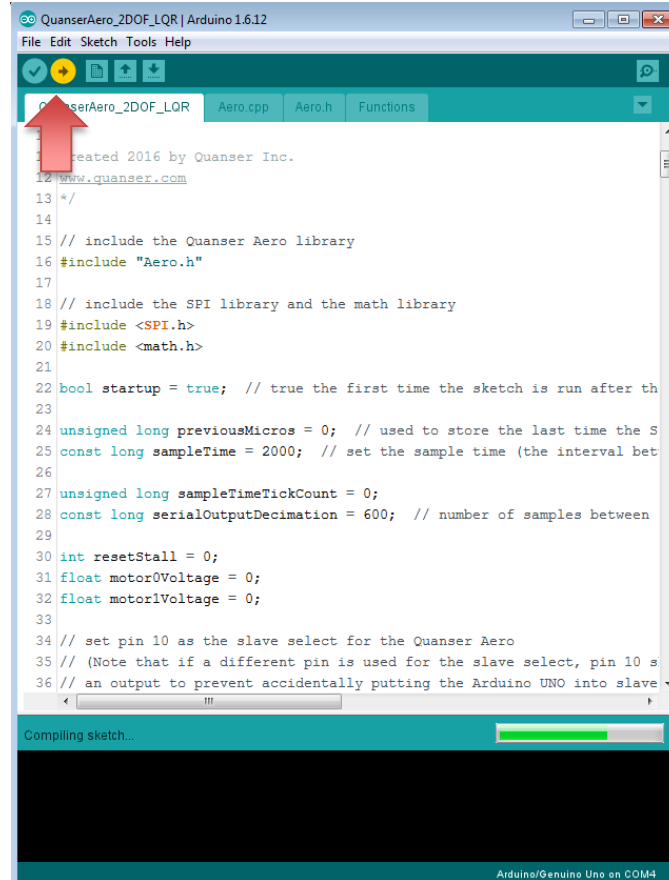 QuanserAero_2DOF_LQR | Arduino 1.6.12
File Edit Sketch Tools Help
QuanserAero_2DOF_LQR Aero.cpp Aero.h Functions
Created 2016 by Quanser Inc.
12 www.quanser.com
13 */
14
15 // include the Quanser Aero library
16 #include "Aero.h"
17
18 // include the SPI library and the math library
19 #include <SPI.h>
20 #include <math.h>
21
22 bool startup = true; // true the first time the sketch is run after th
23
24 unsigned long previousMicros = 0; // used to store the last time the S
25 const long sampleTime = 2000; // set the sample time (the interval bet
26
27 unsigned long sampleTimeTickCount = 0;
28 const long serialOutputDecimation = 600; // number of samples between
29
30 int resetStall = 0;
31 float motor0Voltage = 0;
32 float motor1Voltage = 0;
33
34 // set pin 10 as the slave select for the Quanser Aero
35 // (Note that if a different pin is used for the slave select, pin 10 s
36 // an output to prevent accidentally putting the Arduino UNO into slave
Compiling sketch...
Arduino/Genuino Uno on COM4